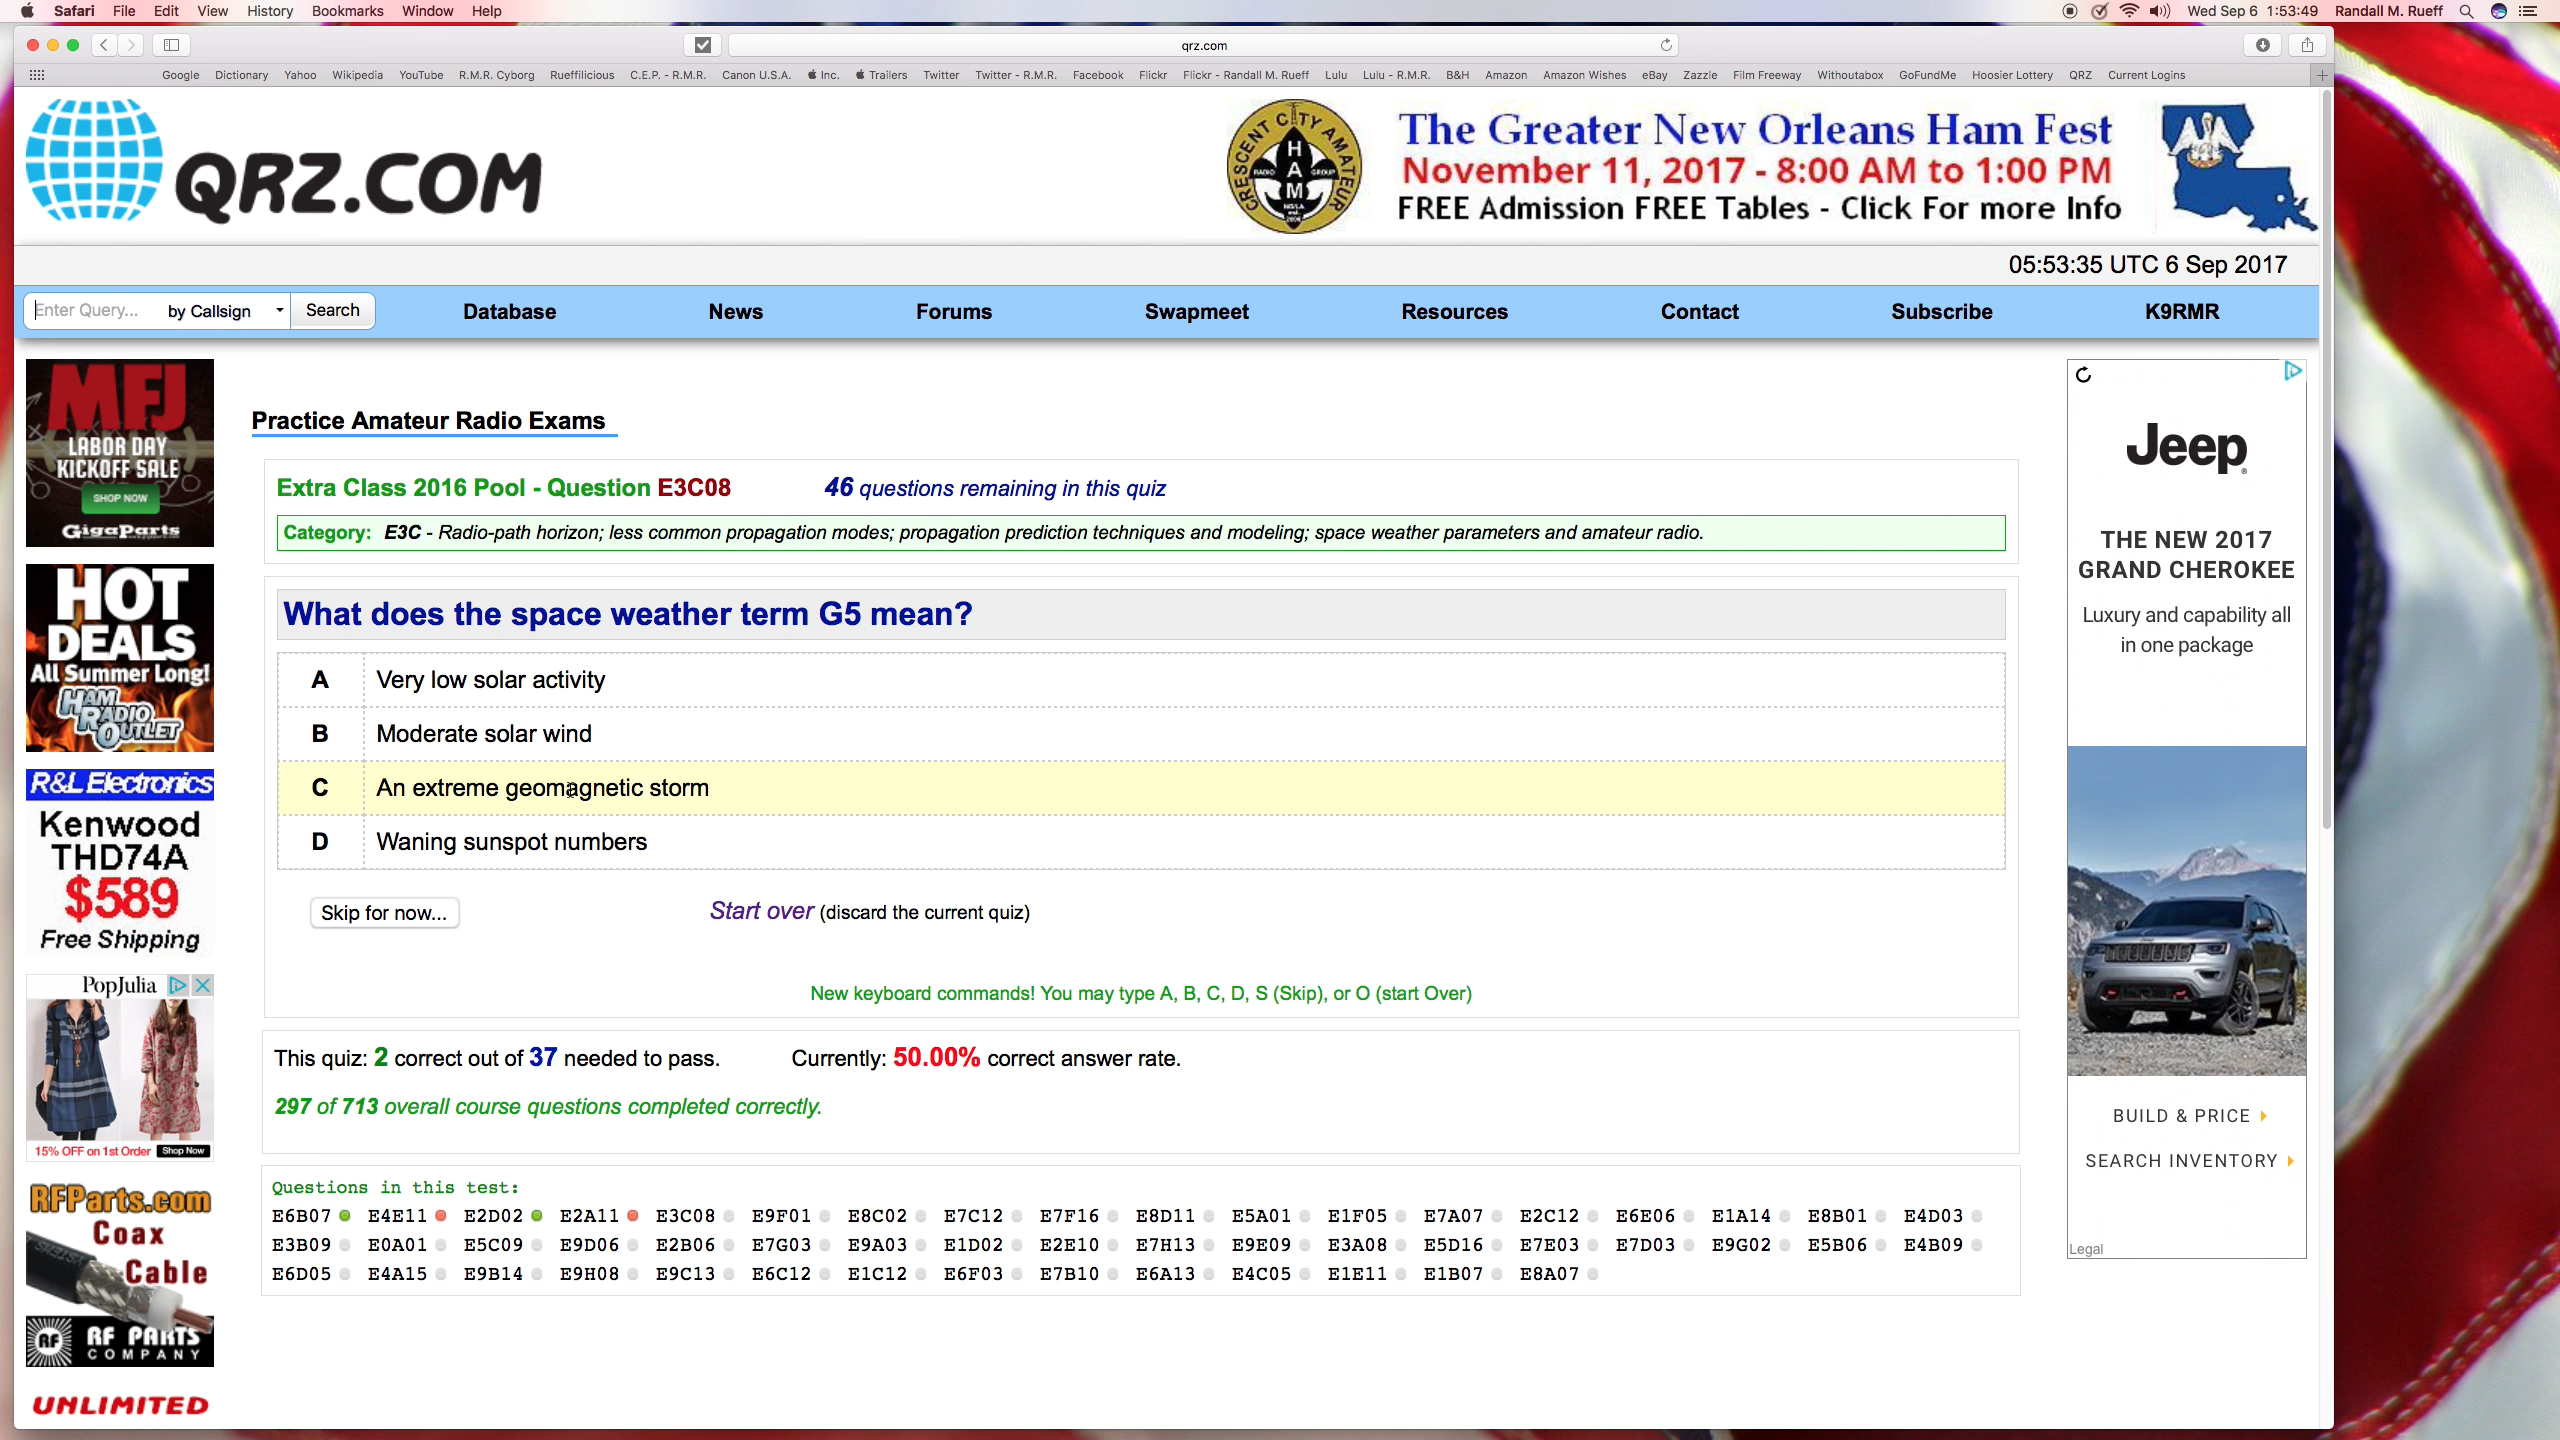 Safari File Edit View History Bookmarks Window Help
Wed Sep 6 1:53:49 Randall M. Rueff
qrz.com
Google Dictionary Yahoo Wikipedia YouTube R.M.R. Cyborg Rueffilicious C.E.P. - R.M.R. Canon U.S.A. Inc. Trailers Twitter Twitter - R.M.R. Facebook Flickr Flickr - Randall M. Rueff Lulu Lulu - R.M.R. B&H Amazon Amazon Wishes eBay Zazzle Film Freeway Withoutabox GoFundMe Hoosier Lottery QRZ Current Logins
QRZ.COM
CRESCENT CITY AMATEUR
RADIO GROUP
HAM
The Greater New Orleans Ham Fest
November 11, 2017 - 8:00 AM to 1:00 PM
FREE Admission FREE Tables - Click For more Info
05:53:35 UTC 6 Sep 2017
Enter Query... by Callsign Search
Database News Forums Swapmeet Resources Contact Subscribe K9RMR
MFJ
LABOR DAY
KICKOFF SALE
SHOP NOW
GigaParts
HOT
DEALS
All Summer Long!
HAM
RADIO
OUTLET
R&L Electronics
Kenwood
THD74A
$589
Free Shipping
PopJulia
15% OFF on 1st Order Shop Now
RFParts.com
Coax
Cable
RF RF PARTS
COMPANY
UNLIMITED
Practice Amateur Radio Exams
Extra Class 2016 Pool - Question E3C08 46 questions remaining in this quiz
Category: E3C - Radio-path horizon; less common propagation modes; propagation prediction techniques and modeling; space weather parameters and amateur radio.
What does the space weather term G5 mean?
A Very low solar activity
B Moderate solar wind
C An extreme geomagnetic storm
D Waning sunspot numbers
Skip for now... Start over (discard the current quiz)
New keyboard commands! You may type A, B, C, D, S (Skip), or O (start Over)
This quiz: 2 correct out of 37 needed to pass. Currently: 50.00% correct answer rate.
297 of 713 overall course questions completed correctly.
Questions in this test:
E6B07 E4E11 E2D02 E2A11 E3C08 E9F01 E8C02 E7C12 E7F16 E8D11 E5A01 E1F05 E7A07 E2C12 E6E06 E1A14 E8B01 E4D03
E3B09 E0A01 E5C09 E9D06 E2B06 E7G03 E9A03 E1D02 E2E10 E7H13 E9E09 E3A08 E5D16 E7E03 E7D03 E9G02 E5B06 E4B09
E6D05 E4A15 E9B14 E9H08 E9C13 E6C12 E1C12 E6F03 E7B10 E6A13 E4C05 E1E11 E1B07 E8A07
Jeep
THE NEW 2017
GRAND CHEROKEE
Luxury and capability all
in one package
BUILD & PRICE
SEARCH INVENTORY
Legal